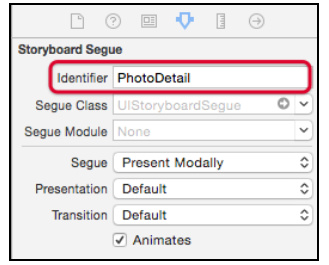 Storyboard Segue
Identifier PhotoDetail
Segue Class UIStoryboardSegue
Segue Module None
Segue Present Modally
Presentation Default
Transition Default
Animates